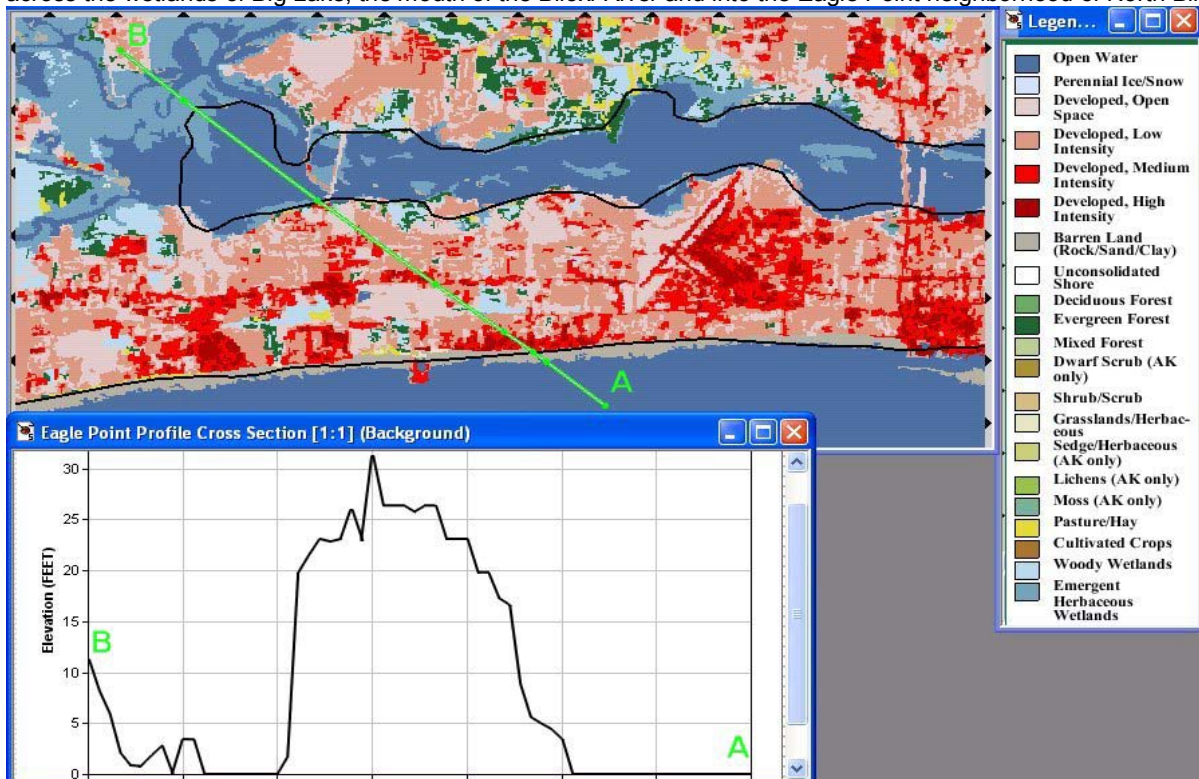 across the wetlands of Big Lake, the mouth of the Biloxi River and into the Eagle Point neighborhood of North
B
A
Legen...
Open Water
Perennial Ice/Snow
Developed, Open
Space
Developed, Low
Intensity
Developed, Medium
Intensity
Developed, High
Intensity
Barren Land
(Rock/Sand/Clay)
Unconsolidated
Shore
Deciduous Forest
Evergreen Forest
Mixed Forest
Dwarf Scrub (AK
only)
Shrub/Scrub
Grasslands/Herbac-
eous
Sedge/Herbaceous
(AK only)
Lichens (AK only)
Moss (AK only)
Pasture/Hay
Cultivated Crops
Woody Wetlands
Emergent
Herbaceous
Wetlands
Eagle Point Profile Cross Section [1:1] (Background)
Elevation (FEET)
30
25
20
15
10
5
0
B
A